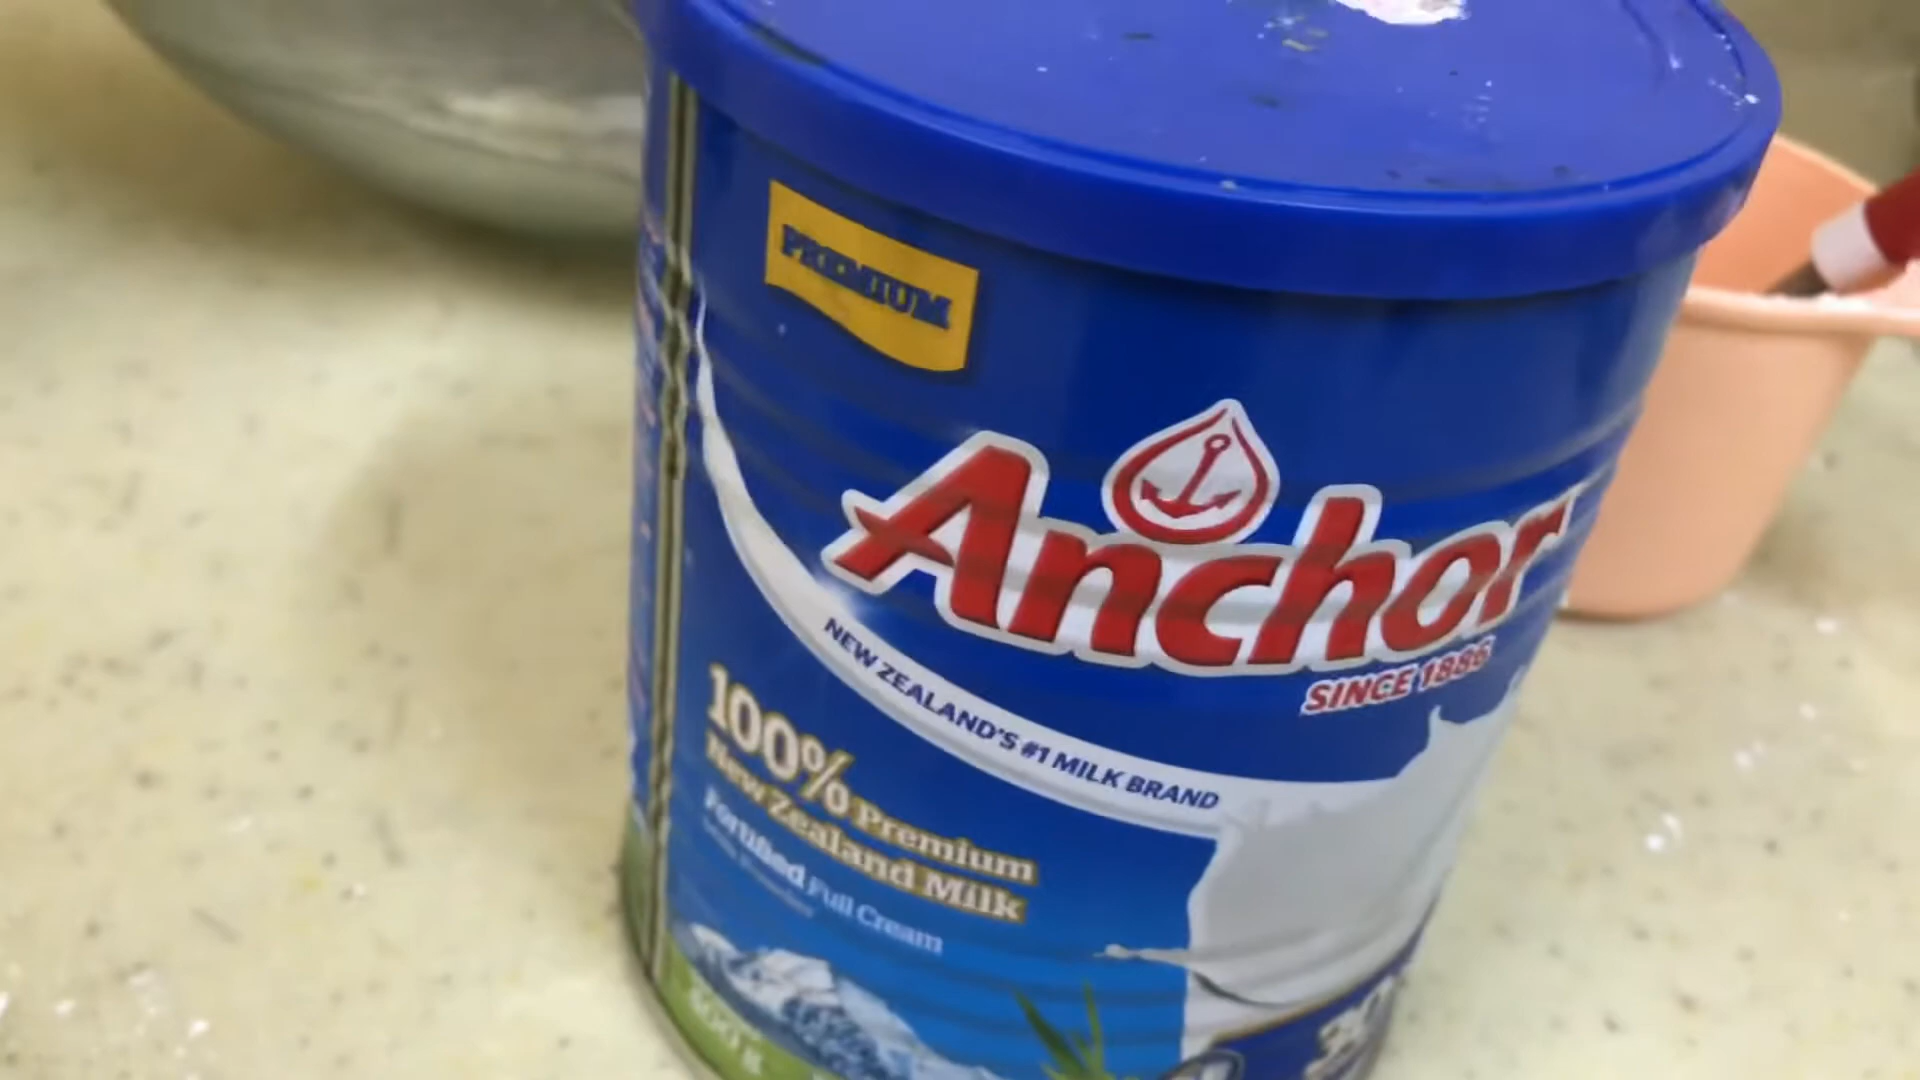 PREMIUM
Anchor
SINCE 1886
NEW ZEALAND'S #1 MILK BRAND
100% Premium
New Zealand Milk
Fortified Full Cream